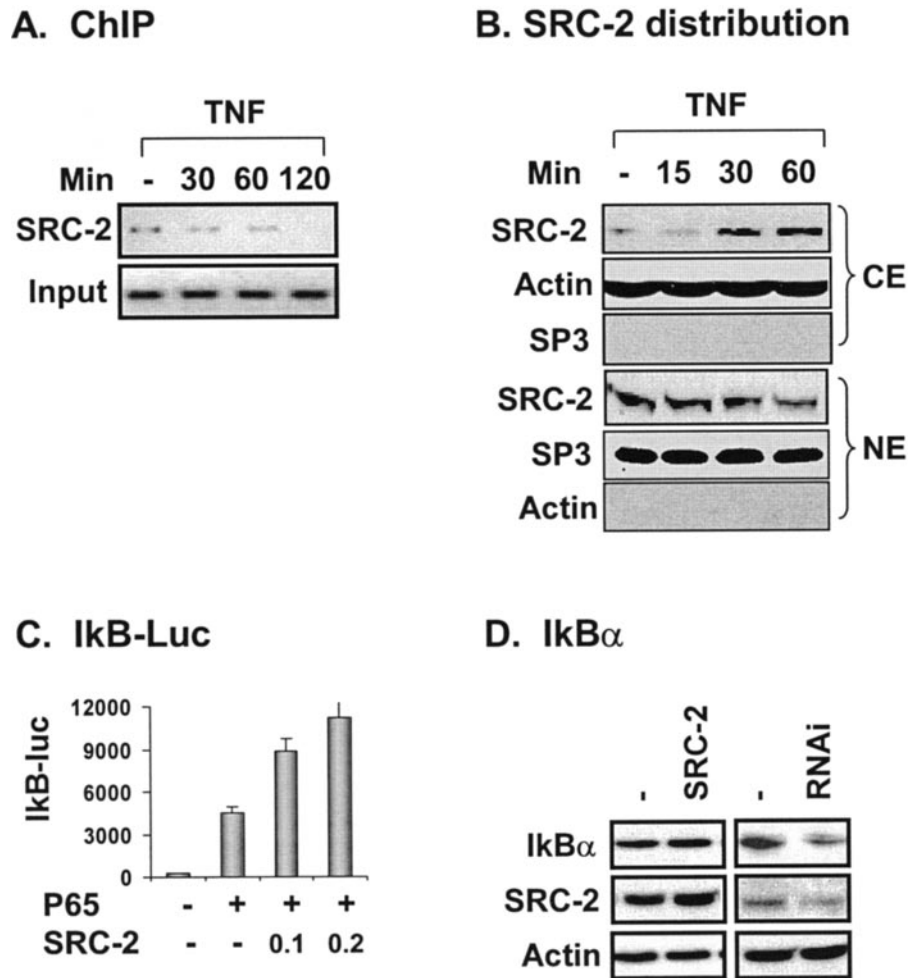 A. ChIP
TNF
Min - 30 60 120
SRC-2
Input
B. SRC-2 distribution
TNF
Min - 15 30 60
SRC-2
Actin
SP3
CE
SRC-2
SP3
Actin
NE
C. IkB-Luc
IkB-luc
12000
9000
6000
3000
0
P65 - + + +
SRC-2 - - 0.1 0.2
D. IkBα
- SRC-2 - RNAi
IkBα
SRC-2
Actin